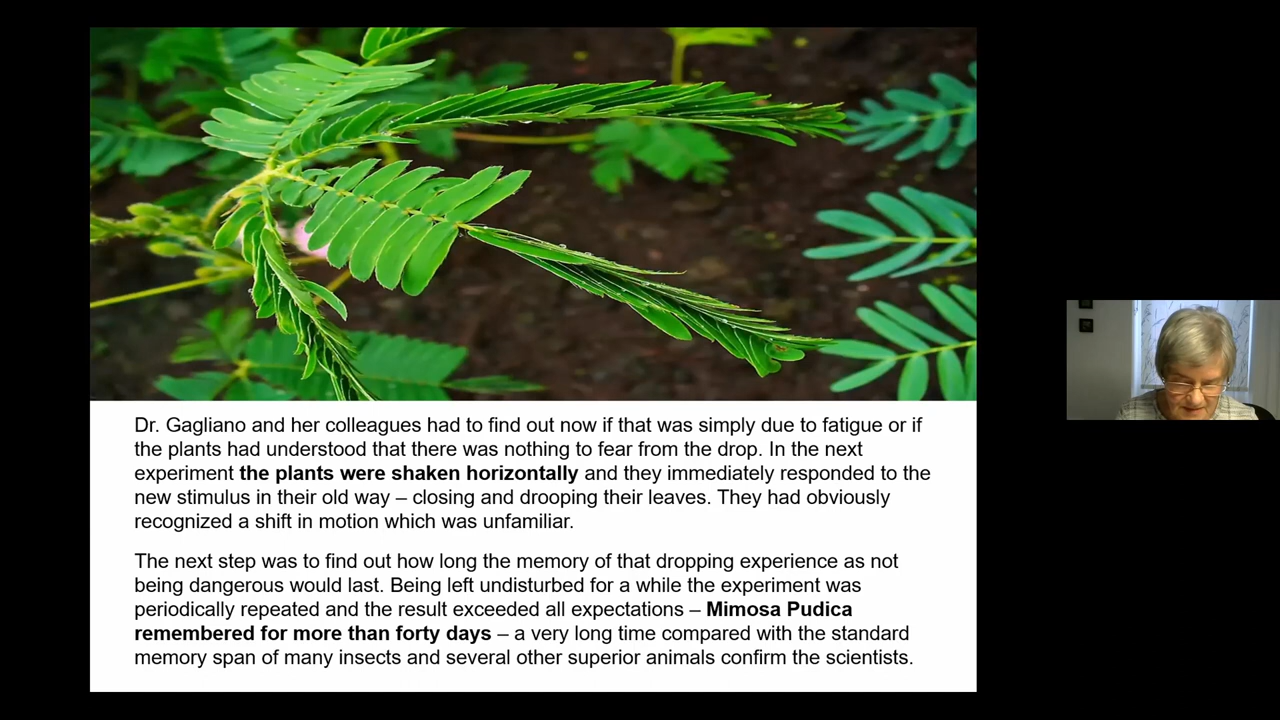 Dr. Gagliano and her colleagues had to find out now if that was simply due to fatigue or if
the plants had understood that there was nothing to fear from the drop. In the next
experiment the plants were shaken horizontally and they immediately responded to the
new stimulus in their old way – closing and drooping their leaves. They had obviously
recognized a shift in motion which was unfamiliar.
The next step was to find out how long the memory of that dropping experience as not
being dangerous would last. Being left undisturbed for a while the experiment was
periodically repeated and the result exceeded all expectations – Mimosa Pudica
remembered for more than forty days – a very long time compared with the standard
memory span of many insects and several other superior animals confirm the scientists.